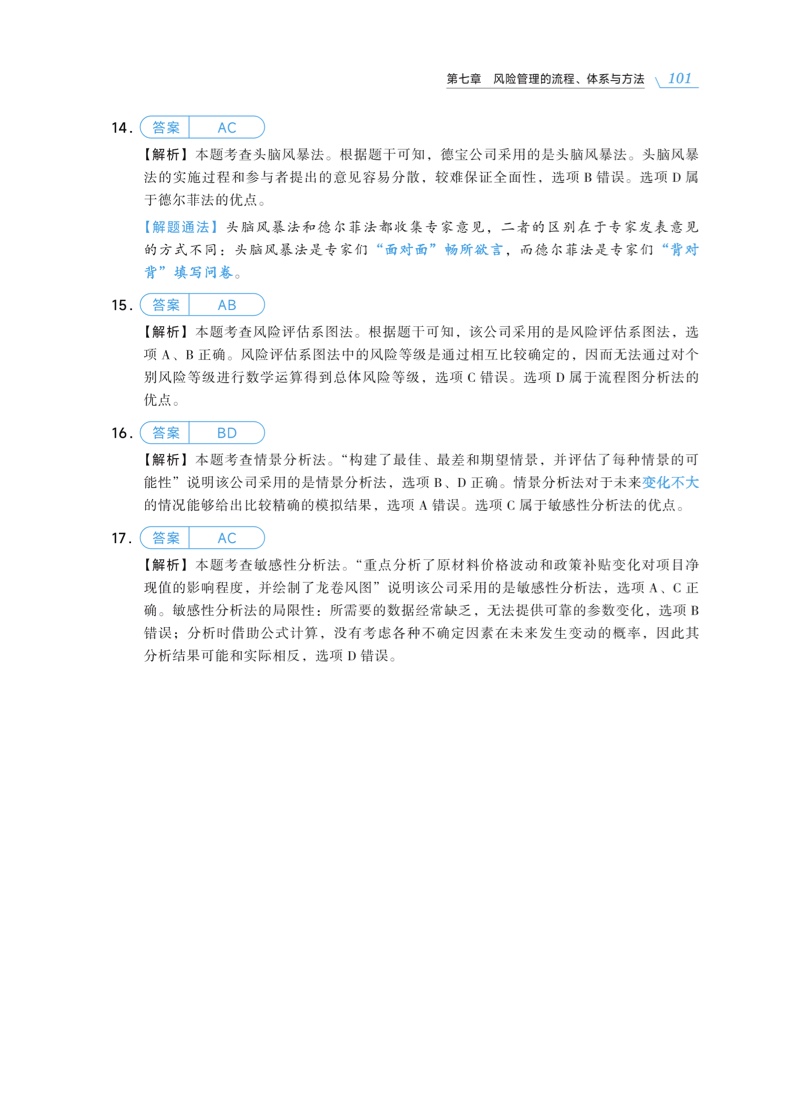 第七章 风险管理的流程、体系与方法 101
14. 答案 AC
【解析】本题考查头脑风暴法。根据题干可知，德宝公司采用的是头脑风暴法。头脑风暴
法的实施过程和参与者提出的意见容易分散，较难保证全面性，选项 B 错误。选项 D 属
于德尔菲法的优点。
【解题通法】头脑风暴法和德尔菲法都收集专家意见，二者的区别在于专家发表意见
的方式不同：头脑风暴法是专家们“面对面”畅所欲言，而德尔菲法是专家们“背对
背”填写问卷。
15. 答案 AB
【解析】本题考查风险评估系图法。根据题干可知，该公司采用的是风险评估系图法，选
项 A、B 正确。风险评估系图法中的风险等级是通过相互比较确定的，因而无法通过对个
别风险等级进行数学运算得到总体风险等级，选项 C 错误。选项 D 属于流程图分析法的
优点。
16. 答案 BD
【解析】本题考查情景分析法。“构建了最佳、最差和期望情景，并评估了每种情景的可
能性”说明该公司采用的是情景分析法，选项 B、D 正确。情景分析法对于未来变化不大
的情况能够给出比较精确的模拟结果，选项 A 错误。选项 C 属于敏感性分析法的优点。
17. 答案 AC
【解析】本题考查敏感性分析法。“重点分析了原材料价格波动和政策补贴变化对项目净
现值的影响程度，并绘制了龙卷风图”说明该公司采用的是敏感性分析法，选项 A、C 正
确。敏感性分析法的局限性：所需要的数据经常缺乏，无法提供可靠的参数变化，选项 B
错误；分析时借助公式计算，没有考虑各种不确定因素在未来发生变动的概率，因此其
分析结果可能和实际相反，选项 D 错误。